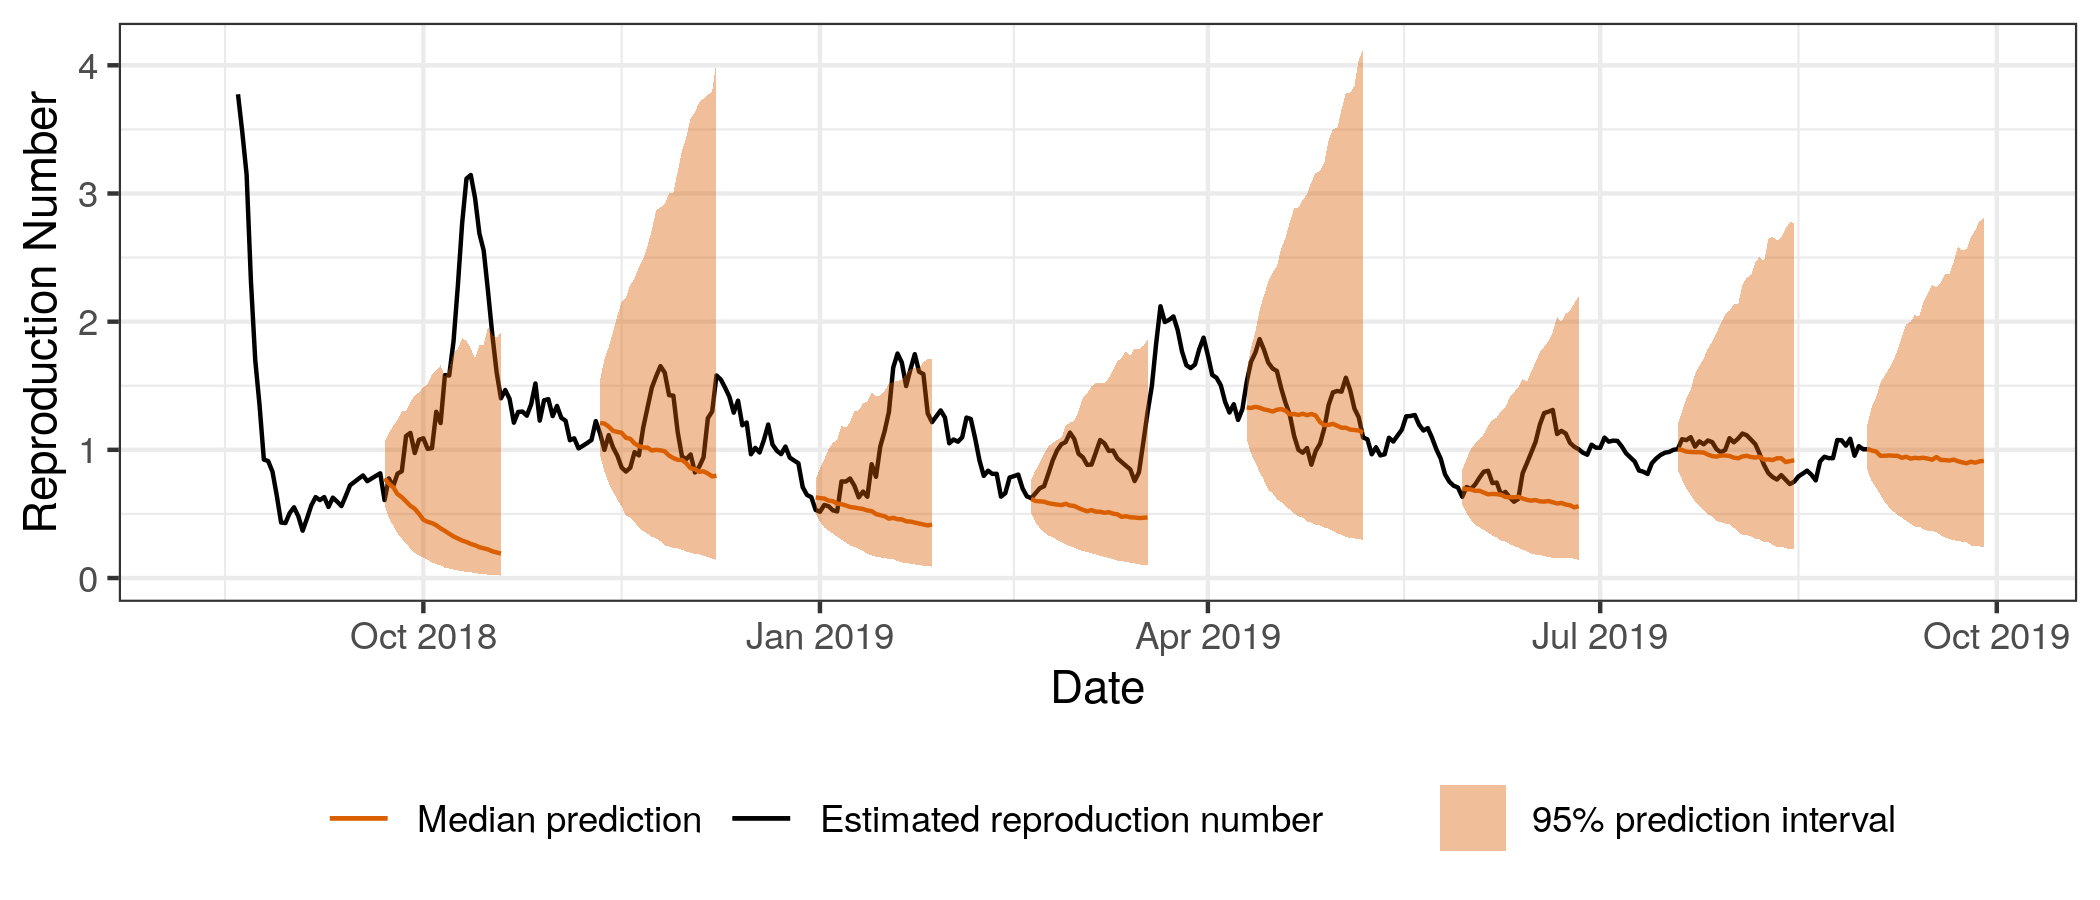 Reproduction Number
4
3
2
1
0
Oct 2018
Jan 2019
Apr 2019
Jul 2019
Oct 2019
Date
Median prediction
Estimated reproduction number
95% prediction interval